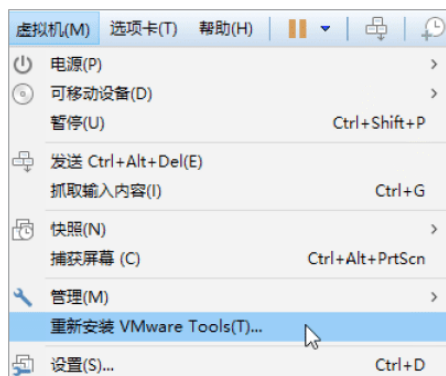 虚拟机(M) 选项卡(T) 帮助(H)
电源(P)
可移动设备(D)
暂停(U) Ctrl+Shift+P
发送 Ctrl+Alt+Del(E)
抓取输入内容(I) Ctrl+G
快照(N)
捕获屏幕 (C) Ctrl+Alt+PrtScn
管理(M)
重新安装 VMware Tools(T)...
设置(S)... Ctrl+D